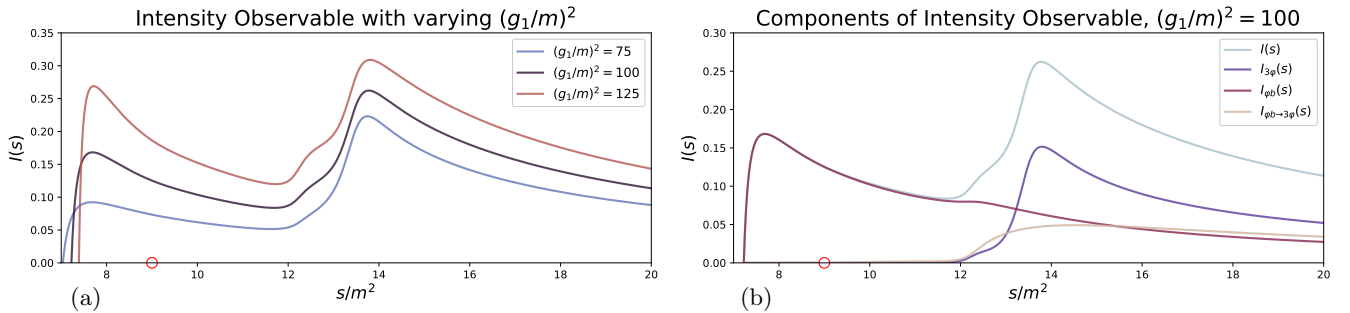 Intensity Observable with varying (g₁/m)²
0.35
0.30
0.25
0.20
0.15
0.10
0.05
0.00
I(s)
(g₁/m)² = 75
(g₁/m)² = 100
(g₁/m)² = 125
8 10 12 14 16 18 20
s/m²
(a)
Components of Intensity Observable, (g₁/m)² = 100
0.30
0.25
0.20
0.15
0.10
0.05
0.00
I(s)
I(s)
I₃φ(s)
Iφb(s)
Iφb→3φ(s)
8 10 12 14 16 18 20
s/m²
(b)